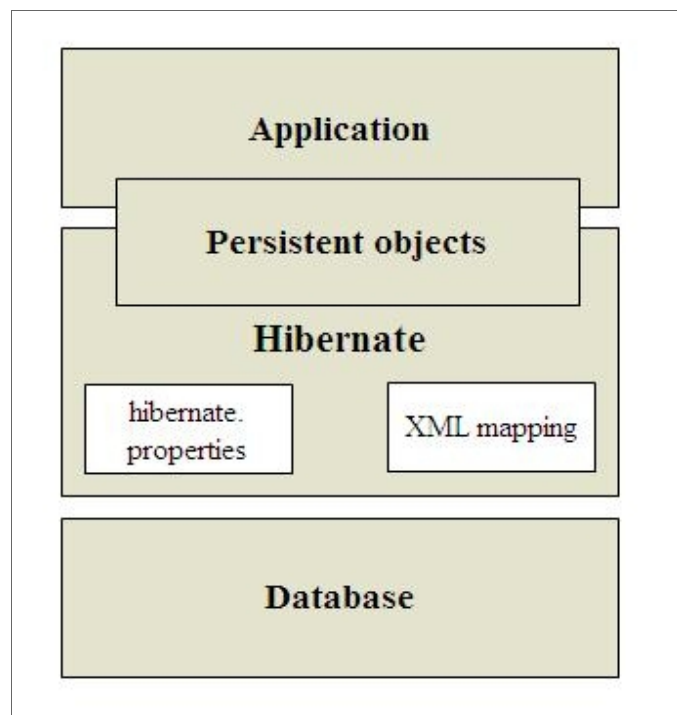 Application
Persistent objects
Hibernate
hibernate.
properties
XML mapping
Database